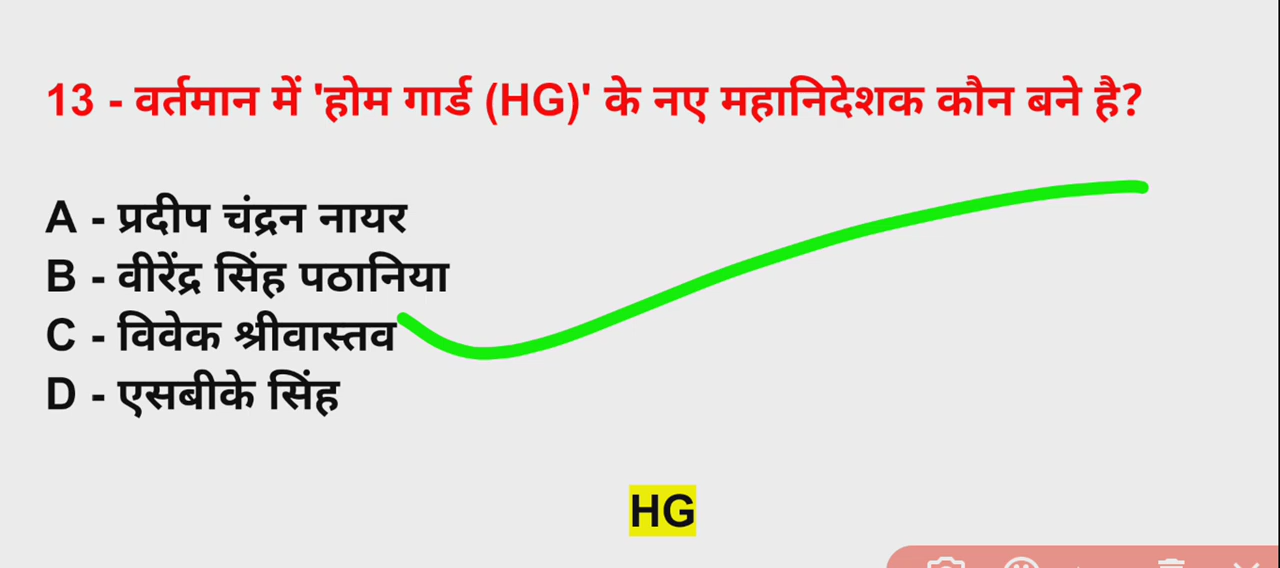 13 - वर्तमान में 'होम गार्ड (HG)' के नए महानिदेशक कौन बने है?
A - प्रदीप चंद्रन नायर
B - वीरेंद्र सिंह पठानिया
C - विवेक श्रीवास्तव
D - एसबीके सिंह
HG